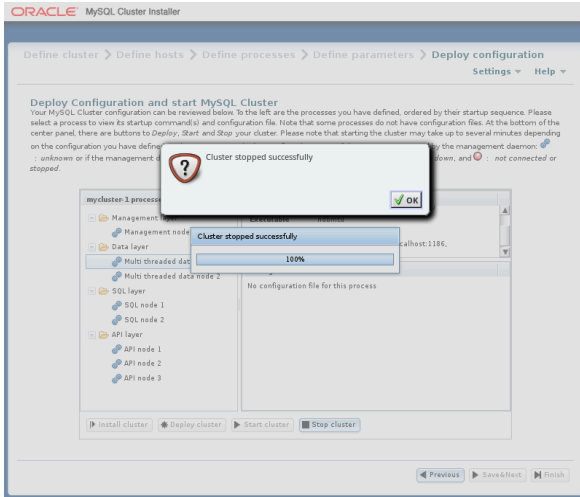 ORACLE MySQL Cluster Installer
Define cluster > Define hosts > Define processes > Define parameters > Deploy configuration
Settings Help
Deploy Configuration and start MySQL Cluster
Your MySQL Cluster configuration can be reviewed below. To the left are the processes you have defined, ordered by their startup sequence. Please
select a process to view its startup command(s) and configuration file. Note that some processes do not have configuration files. At the bottom of the
center panel, there are buttons to Deploy, Start and Stop your cluster. Please note that starting the cluster may take up to several minutes depending
on the configuration you have define by the management daemon:
: unknown or if the management d down, and : not connected or
stopped.
Cluster stopped successfully
OK
mycluster-1 process
Management layer
Management node
Data layer
Multi threaded dat
Multi threaded data node 2
SQL layer
SQL node 1
SQL node 2
API layer
API node 1
API node 2
API node 3
Executable
calhost:1186,
Cluster stopped successfully
100%
No configuration file for this process
Install cluster Deploy cluster Start cluster Stop cluster
Previous Save&Next Finish